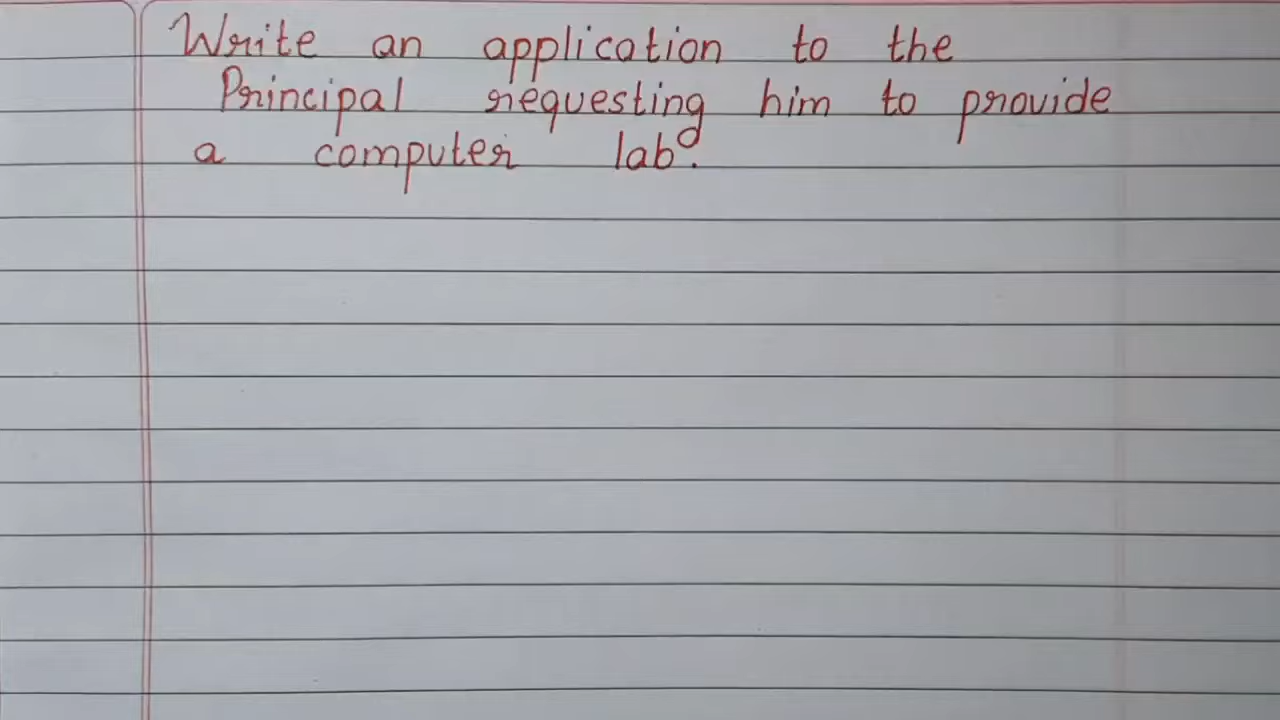 Write an application to the
Principal requesting him to provide
a computer lab.